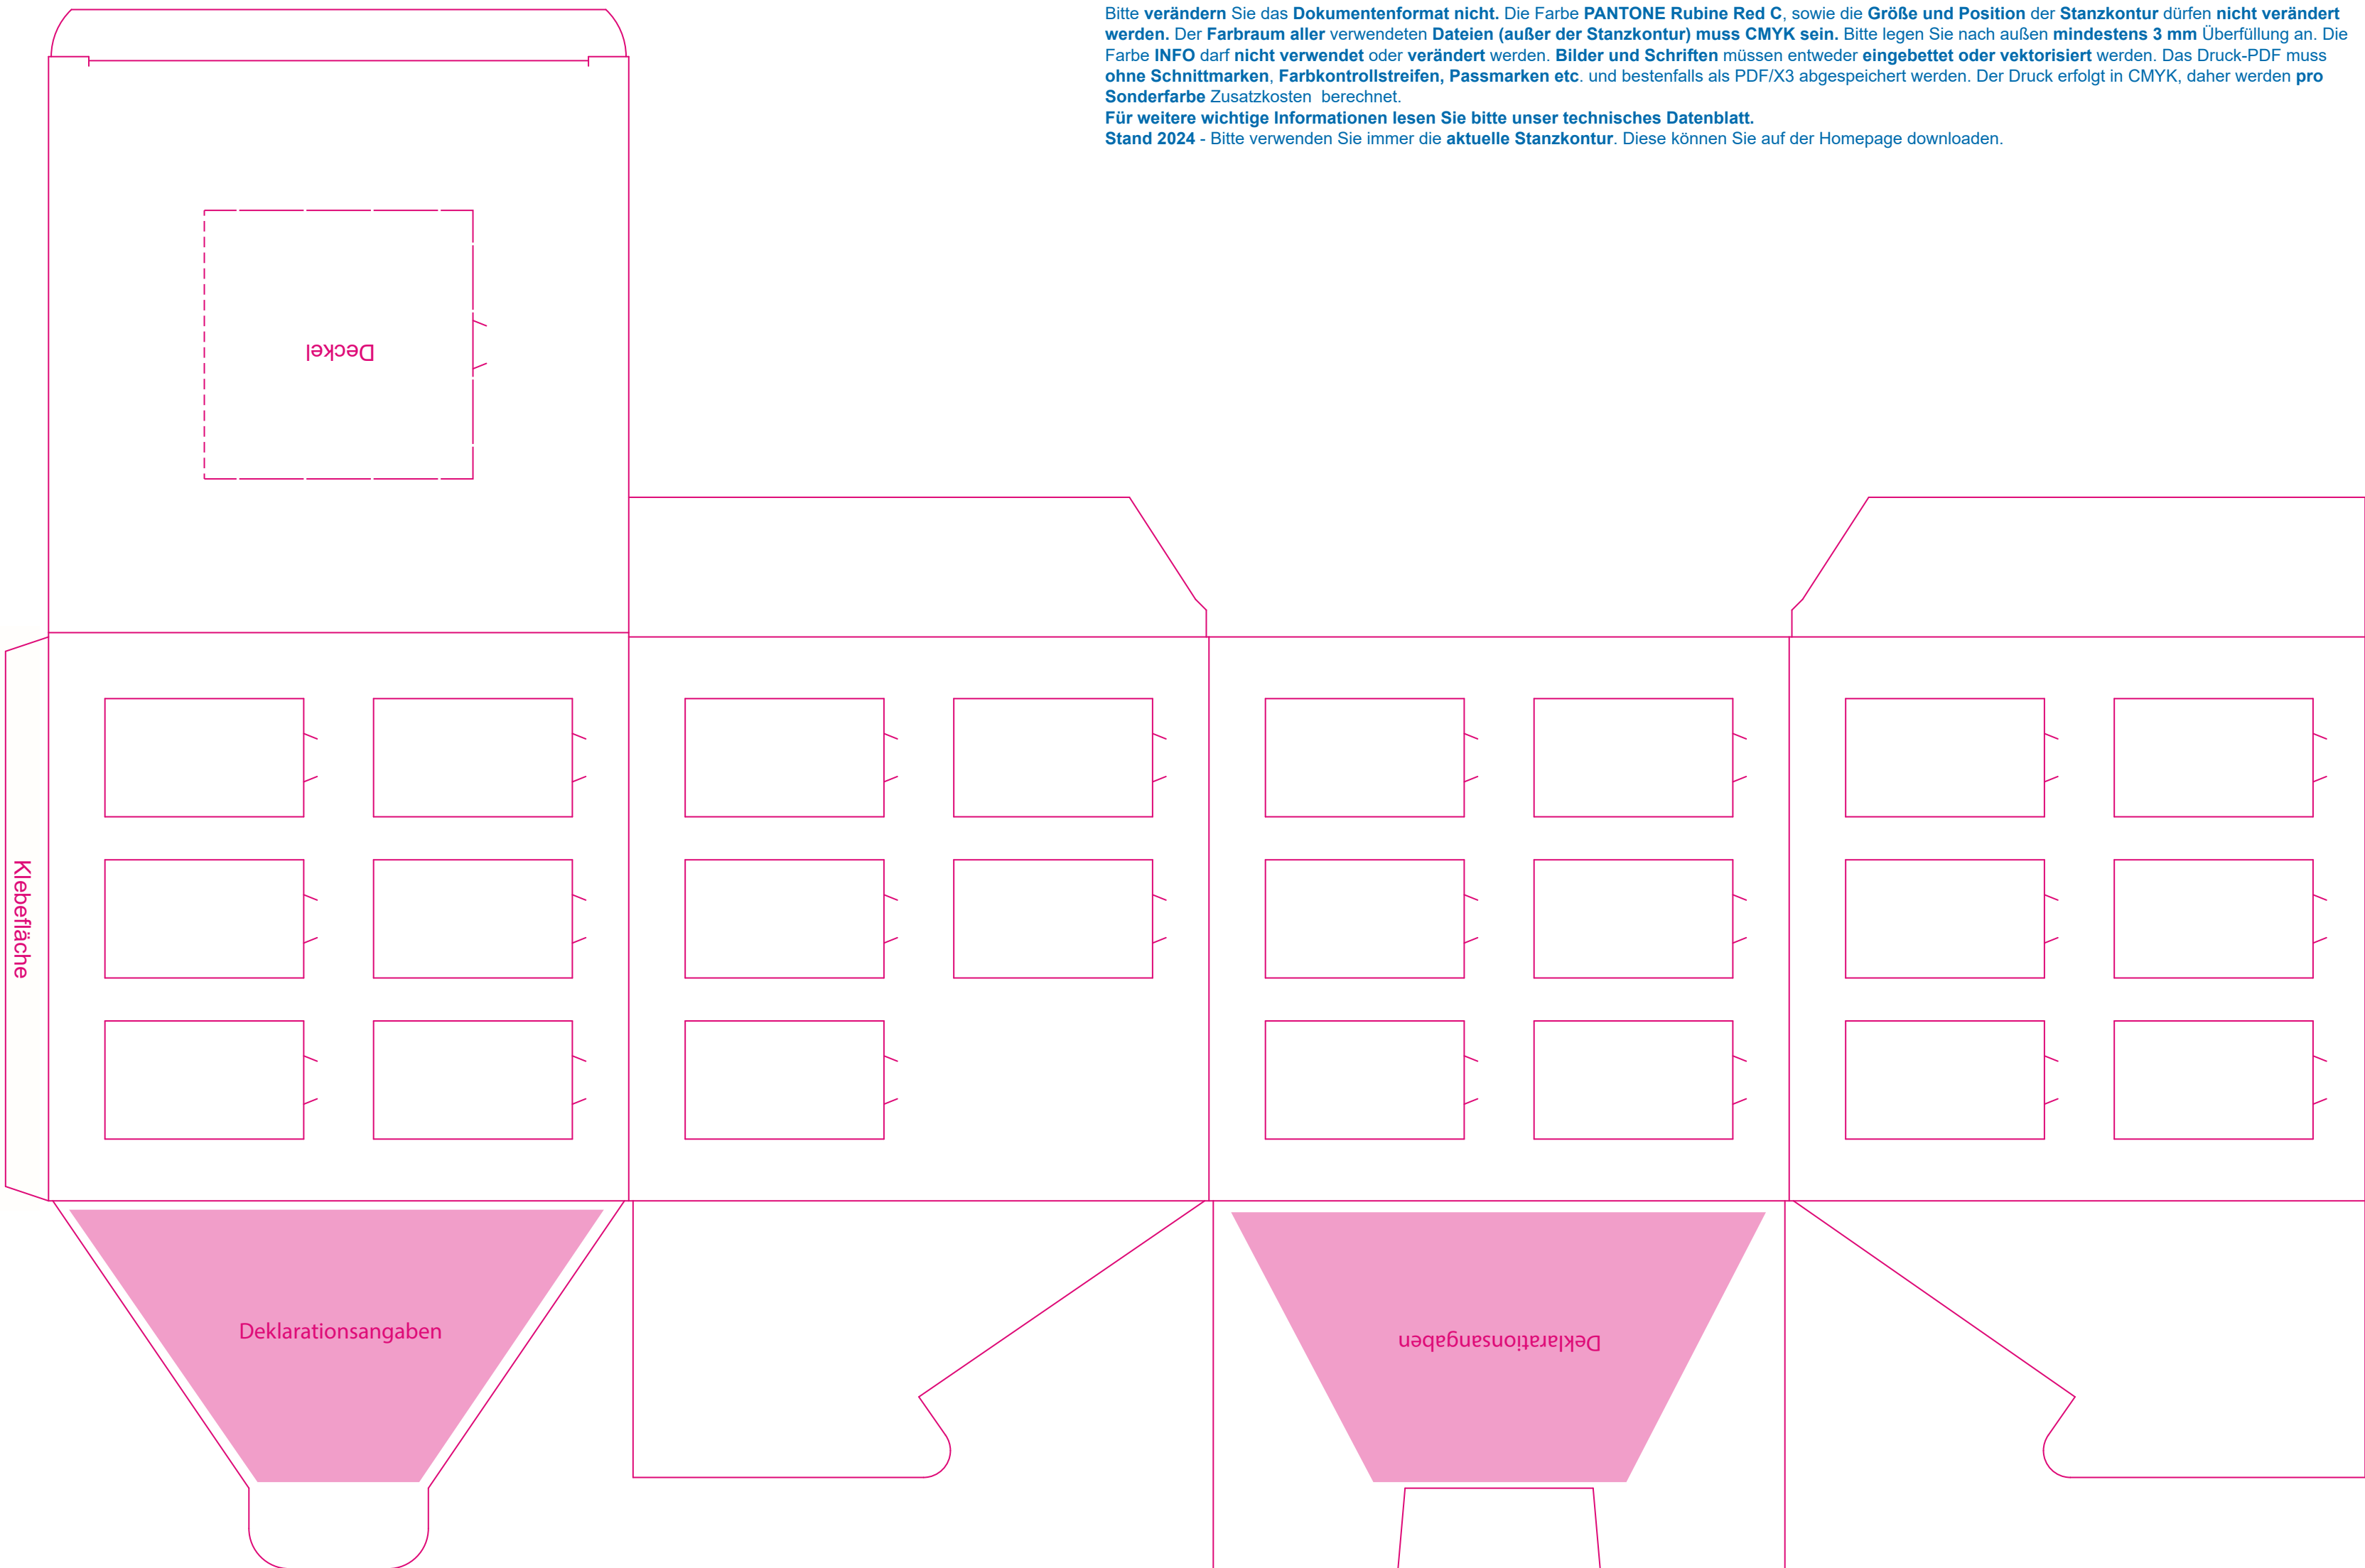 Bitte verändern Sie das Dokumentenformat nicht. Die Farbe PANTONE Rubine Red C, sowie die Größe und Position der Stanzkontur dürfen nicht verändert
werden. Der Farbraum aller verwendeten Dateien (außer der Stanzkontur) muss CMYK sein. Bitte legen Sie nach außen mindestens 3 mm Überfüllung an. Die
Farbe INFO darf nicht verwendet oder verändert werden. Bilder und Schriften müssen entweder eingebettet oder vektorisiert werden. Das Druck-PDF muss
ohne Schnittmarken, Farbkontrollstreifen, Passmarken etc. und bestenfalls als PDF/X3 abgespeichert werden. Der Druck erfolgt in CMYK, daher werden pro
Sonderfarbe Zusatzkosten  berechnet.
Für weitere wichtige Informationen lesen Sie bitte unser technisches Datenblatt.
Stand 2024 - Bitte verwenden Sie immer die aktuelle Stanzkontur. Diese können Sie auf der Homepage downloaden.
Deckel
Klebefläche
Deklarationsangaben
Deklarationsangaben